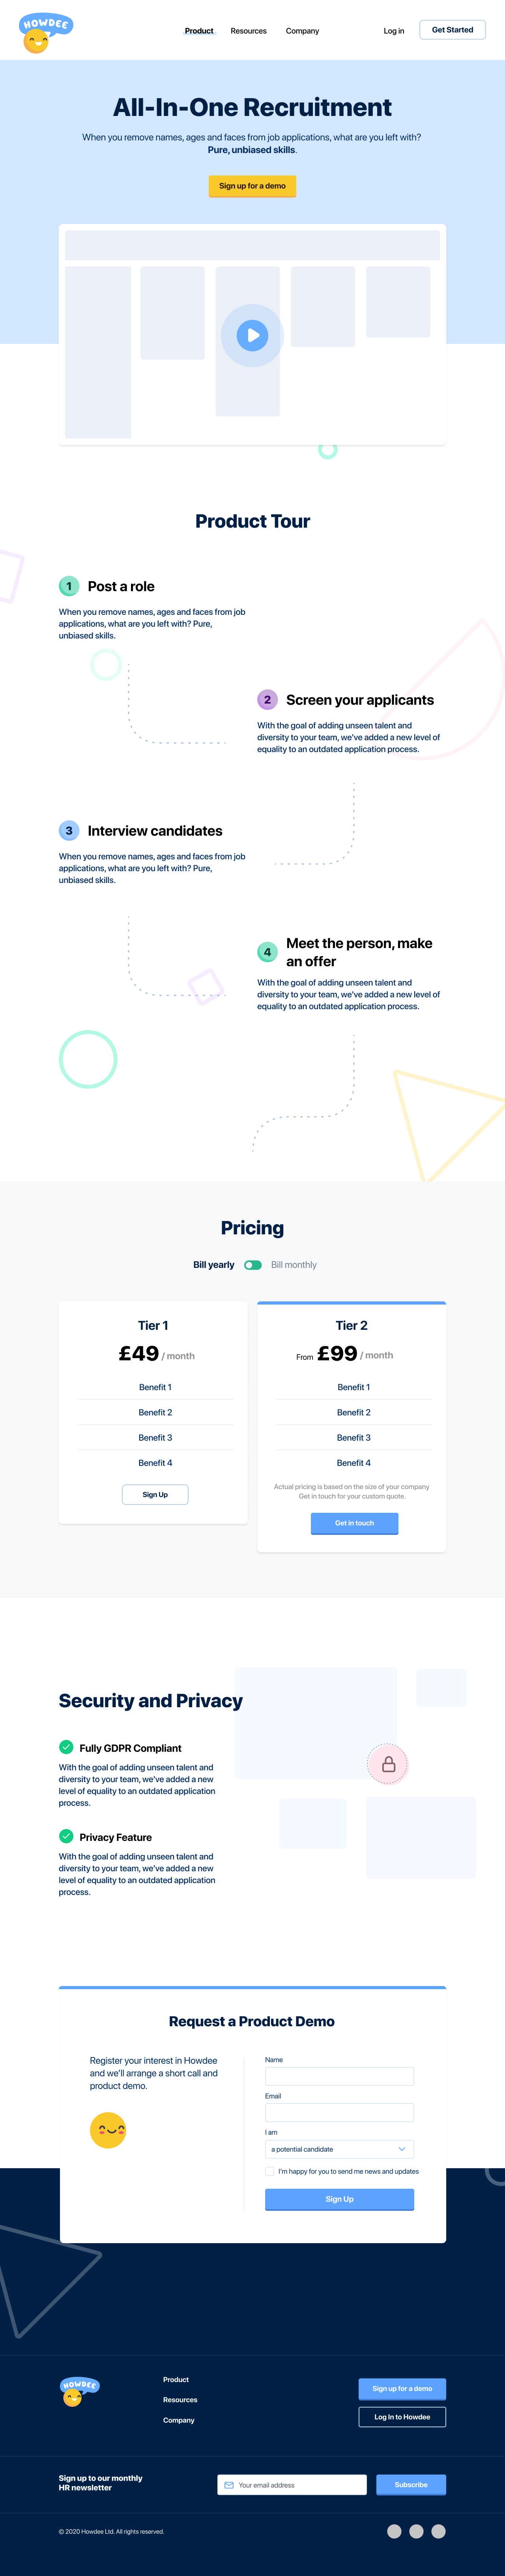 HOWDEE
Product
Resources
Company
Log in
Get Started
All-In-One Recruitment
When you remove names, ages and faces from job applications, what are you left with?
Pure, unbiased skills.
Sign up for a demo
Product Tour
1
Post a role
When you remove names, ages and faces from job
applications, what are you left with? Pure,
unbiased skills.
2
Screen your applicants
With the goal of adding unseen talent and
diversity to your team, we've added a new level of
equality to an outdated application process.
3
Interview candidates
When you remove names, ages and faces from job
applications, what are you left with? Pure,
unbiased skills.
4
Meet the person, make
an offer
With the goal of adding unseen talent and
diversity to your team, we've added a new level of
equality to an outdated application process.
Pricing
Bill yearly
Bill monthly
Tier 1
£49 / month
Benefit 1
Benefit 2
Benefit 3
Benefit 4
Sign Up
Tier 2
From £99 / month
Benefit 1
Benefit 2
Benefit 3
Benefit 4
Actual pricing is based on the size of your company
Get in touch for your custom quote.
Get in touch
Security and Privacy
Fully GDPR Compliant
With the goal of adding unseen talent and
diversity to your team, we've added a new
level of equality to an outdated application
process.
Privacy Feature
With the goal of adding unseen talent and
diversity to your team, we've added a new
level of equality to an outdated application
process.
Request a Product Demo
Register your interest in Howdee
and we'll arrange a short call and
product demo.
Name
Email
I am
a potential candidate
I'm happy for you to send me news and updates
Sign Up
HOWDEE
Product
Resources
Company
Sign up for a demo
Log In to Howdee
Sign up to our monthly
HR newsletter
Your email address
Subscribe
© 2020 Howdee Ltd. All rights reserved.